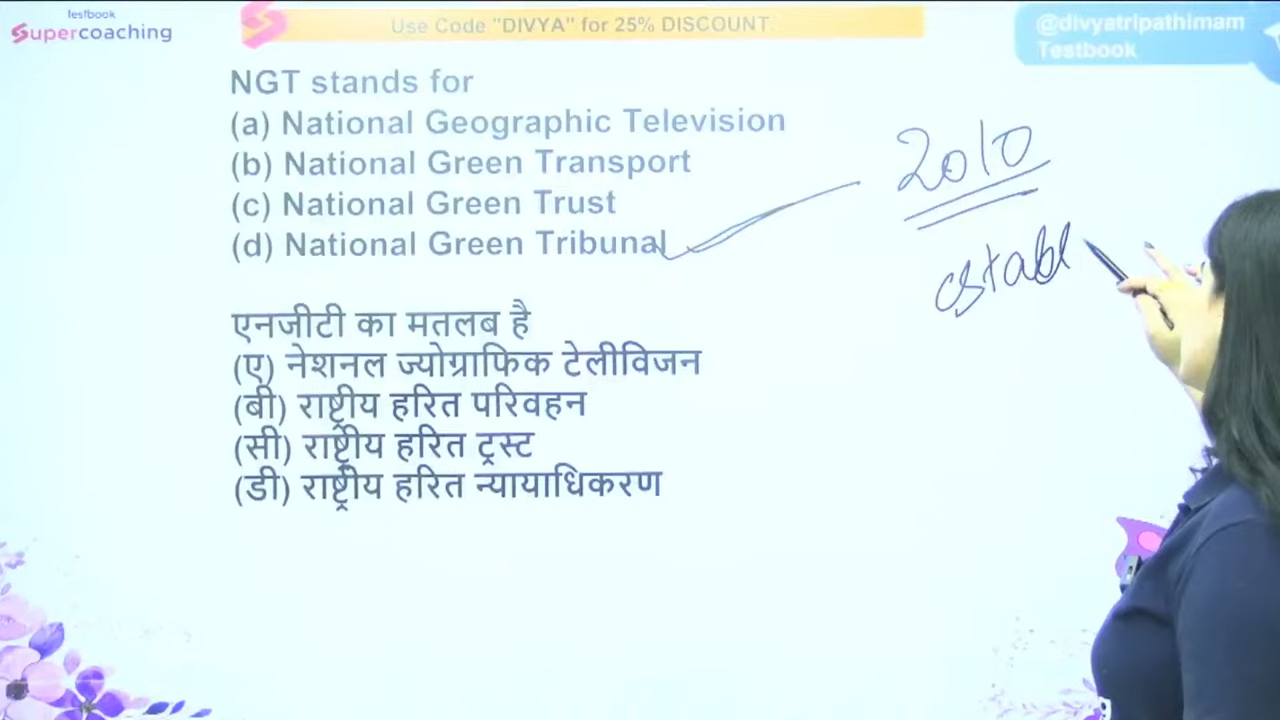 testbook
Supercoaching
Use Code "DIVYA" for 25% DISCOUNT.
@divyatripathimam
Testbook
NGT stands for
(a) National Geographic Television
(b) National Green Transport
(c) National Green Trust
(d) National Green Tribunal
2010
establ
एनजीटी का मतलब है
(ए) नेशनल ज्योग्राफिक टेलीविजन
(बी) राष्ट्रीय हरित परिवहन
(सी) राष्ट्रीय हरित ट्रस्ट
(डी) राष्ट्रीय हरित न्यायाधिकरण